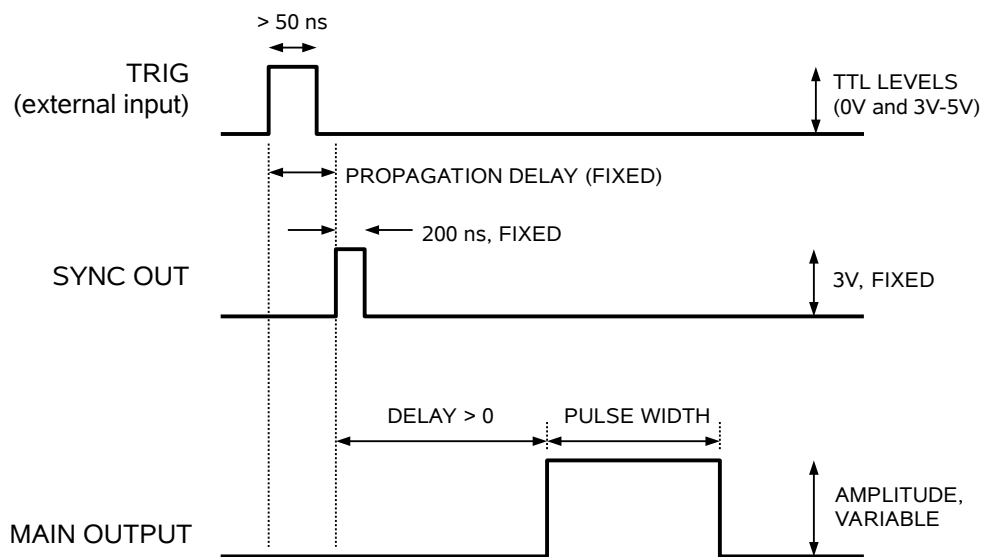 > 50 ns
TRIG
(external input)
TTL LEVELS
(0V and 3V-5V)
PROPAGATION DELAY (FIXED)
200 ns, FIXED
SYNC OUT
3V, FIXED
DELAY > 0
PULSE WIDTH
MAIN OUTPUT
AMPLITUDE,
VARIABLE